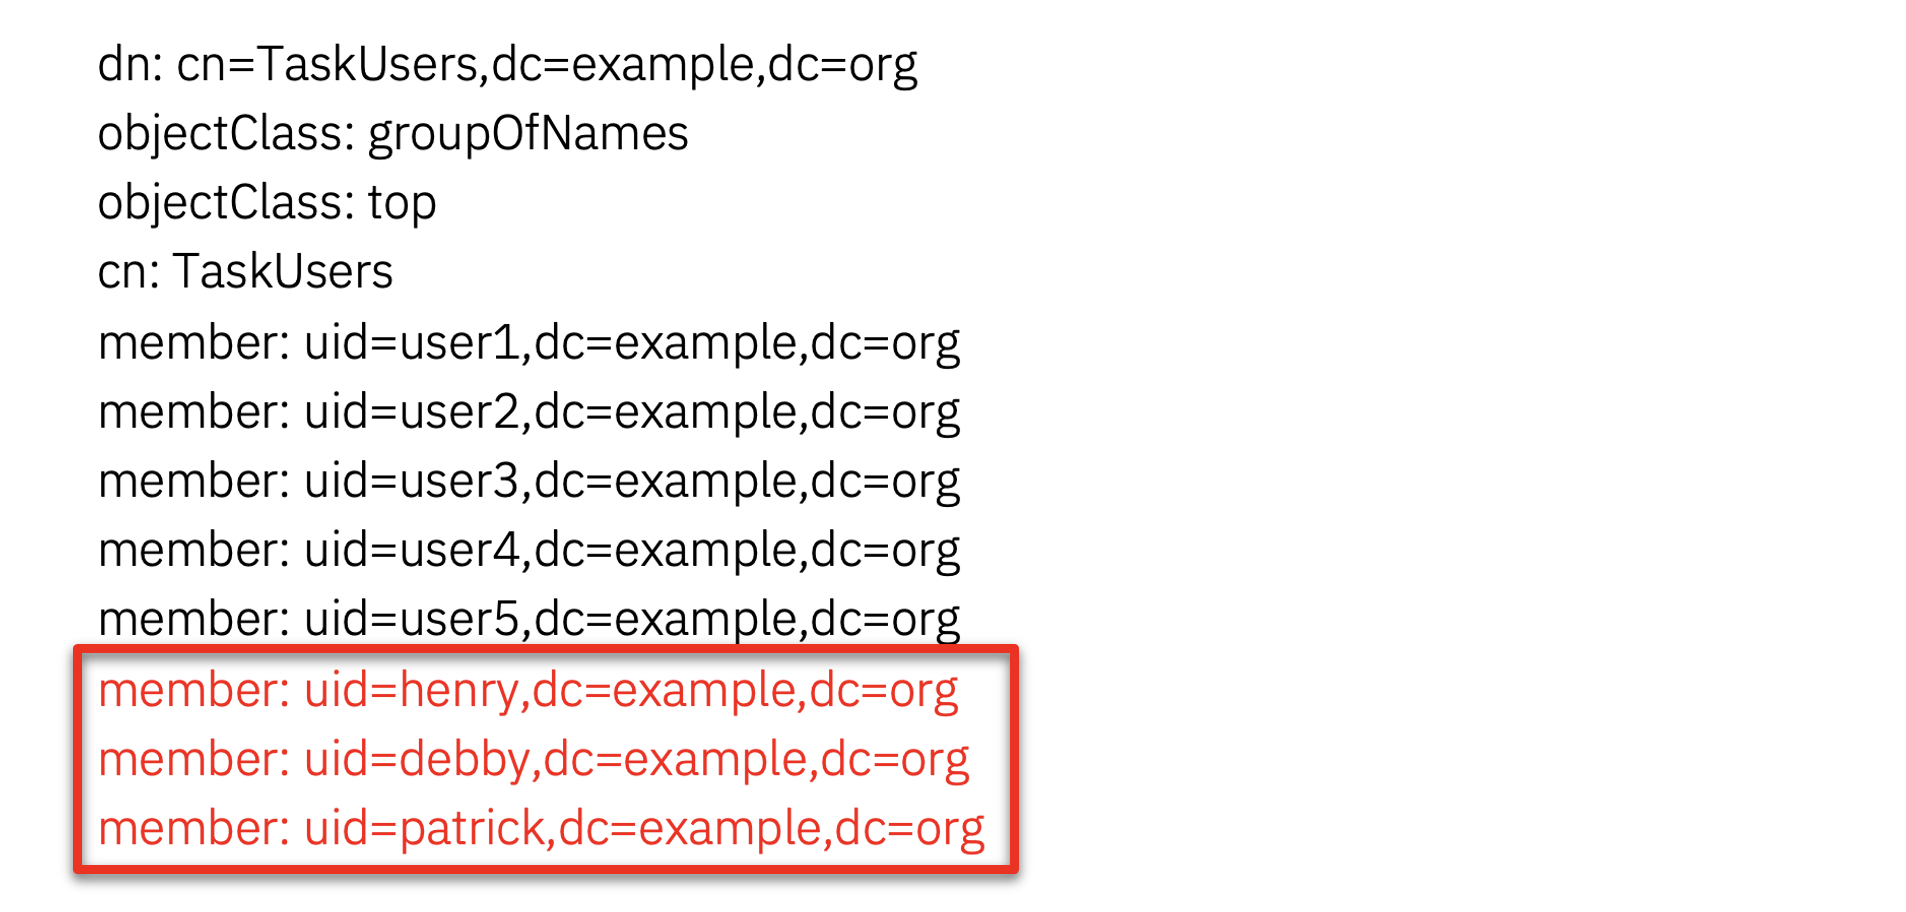 dn: cn=TaskUsers,dc=example,dc=org
objectClass: groupOfNames
objectClass: top
cn: TaskUsers
member: uid=user1,dc=example,dc=org
member: uid=user2,dc=example,dc=org
member: uid=user3,dc=example,dc=org
member: uid=user4,dc=example,dc=org
member: uid=user5,dc=example,dc=org
member: uid=henry,dc=example,dc=org
member: uid=debby,dc=example,dc=org
member: uid=patrick,dc=example,dc=org